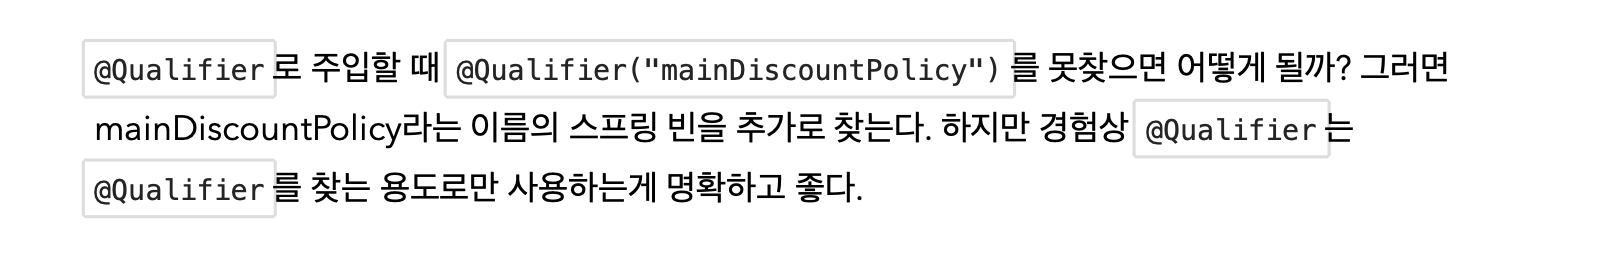 @Qualifier로 주입할 때 @Qualifier("mainDiscountPolicy")를 못찾으면 어떻게 될까? 그러면
mainDiscountPolicy라는 이름의 스프링 빈을 추가로 찾는다. 하지만 경험상 @Qualifier는
@Qualifier를 찾는 용도로만 사용하는게 명확하고 좋다.